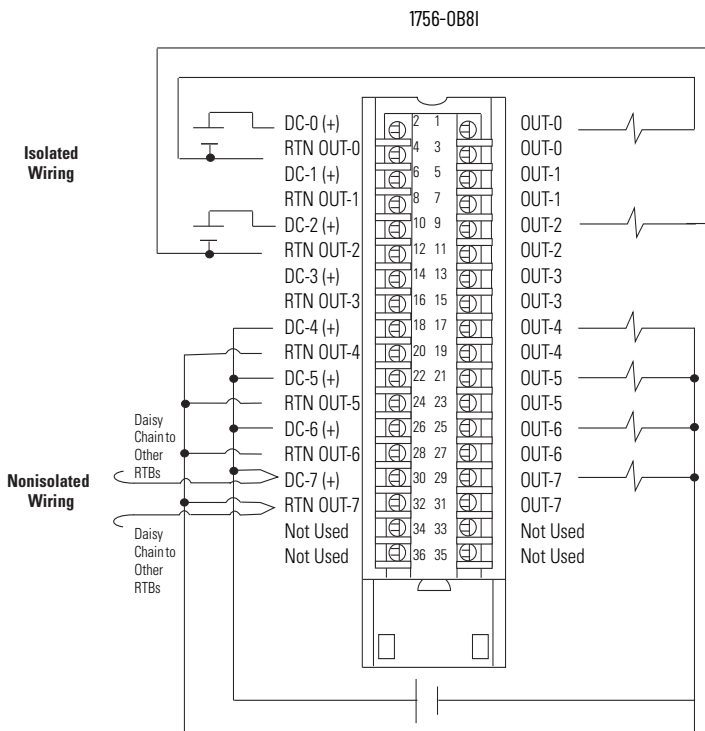 1756-OB8I
Isolated
Wiring
DC-0 (+) 2 1 OUT-0
RTN OUT-0 4 3 OUT-0
DC-1 (+) 6 5 OUT-1
RTN OUT-1 8 7 OUT-1
DC-2 (+) 10 9 OUT-2
RTN OUT-2 12 11 OUT-2
DC-3 (+) 14 13 OUT-3
RTN OUT-3 16 15 OUT-3
DC-4 (+) 18 17 OUT-4
RTN OUT-4 20 19 OUT-4
DC-5 (+) 22 21 OUT-5
RTN OUT-5 24 23 OUT-5
DC-6 (+) 26 25 OUT-6
RTN OUT-6 28 27 OUT-6
DC-7 (+) 30 29 OUT-7
RTN OUT-7 32 31 OUT-7
Not Used 34 33 Not Used
Not Used 36 35 Not Used
Nonisolated
Wiring
Daisy
Chain to
Other
RTBs
Daisy
Chain to
Other
RTBs